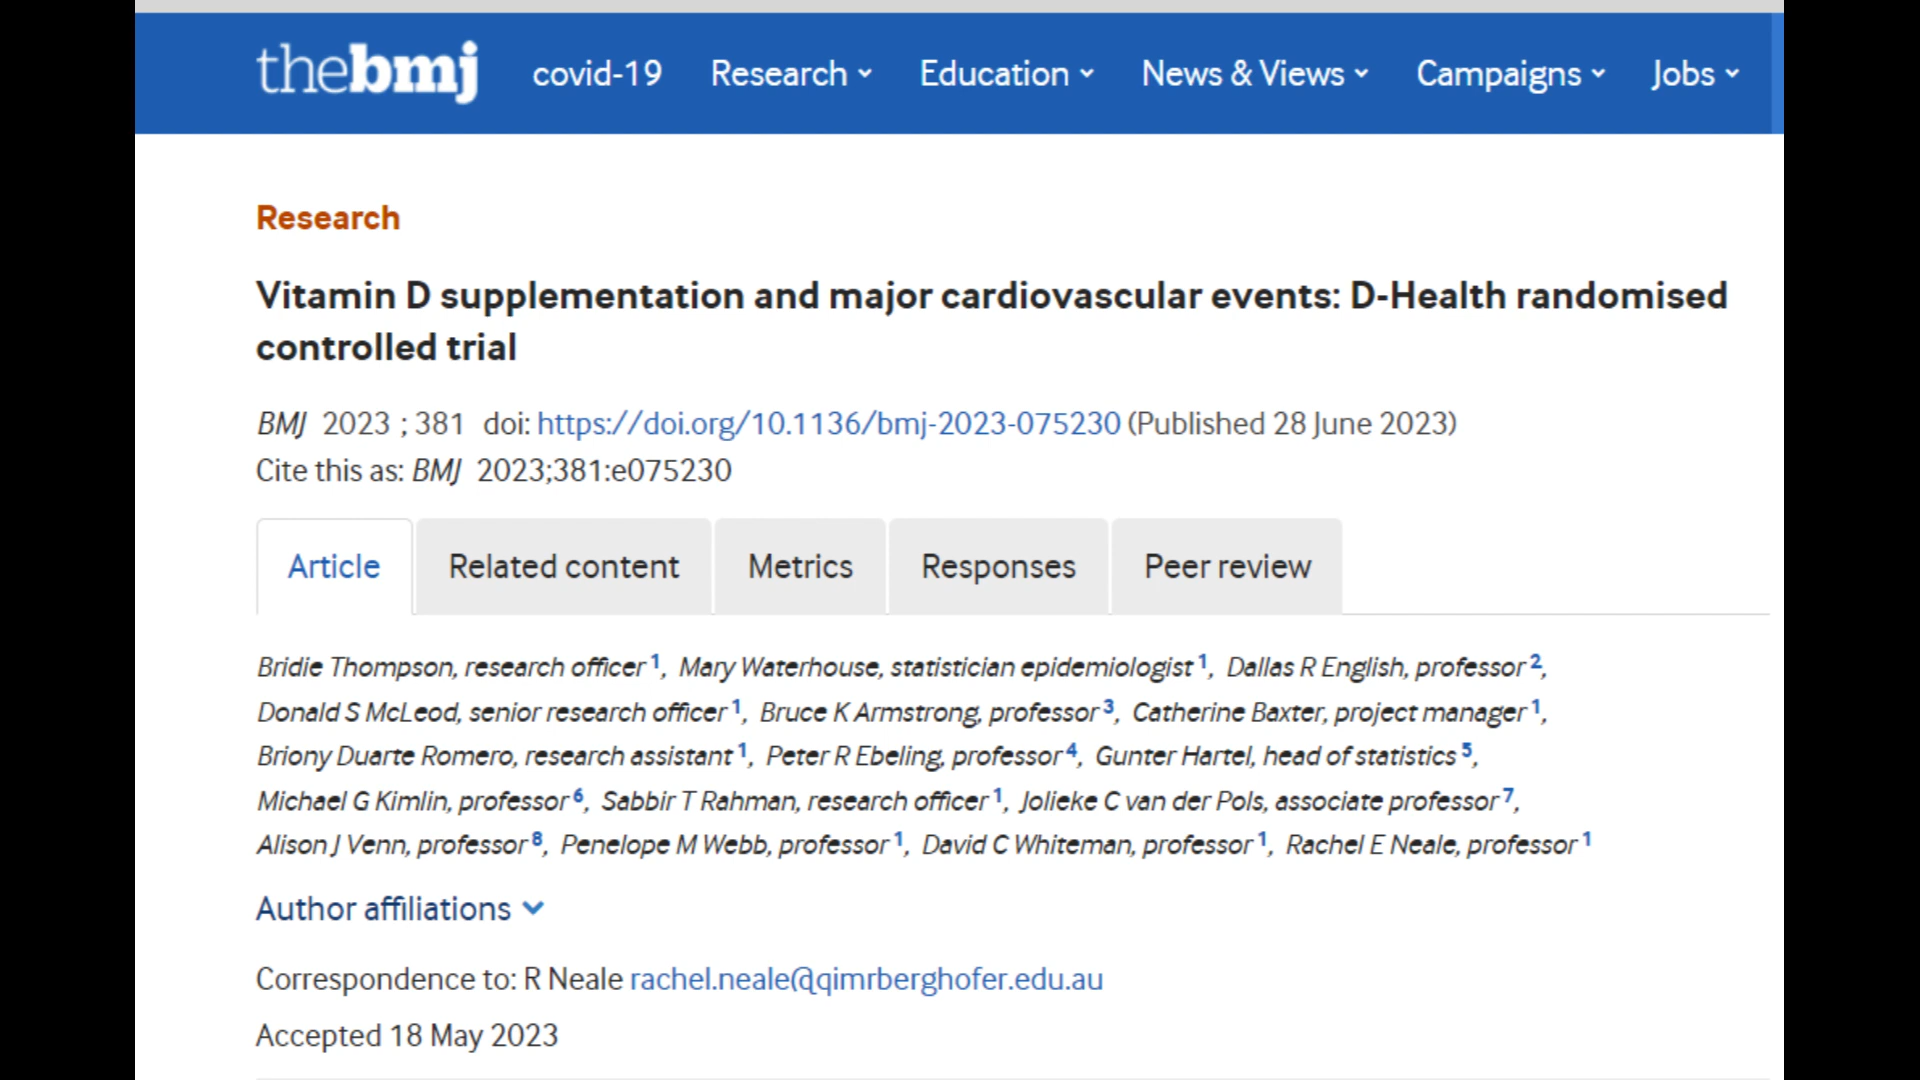 thebmj covid-19 Research Education News & Views Campaigns Jobs
Research
Vitamin D supplementation and major cardiovascular events: D-Health randomised
controlled trial
BMJ 2023 ; 381 doi: https://doi.org/10.1136/bmj-2023-075230 (Published 28 June 2023)
Cite this as: BMJ 2023;381:e075230
Article Related content Metrics Responses Peer review
Bridie Thompson, research officer 1, Mary Waterhouse, statistician epidemiologist 1, Dallas R English, professor 2,
Donald S McLeod, senior research officer 1, Bruce K Armstrong, professor 3, Catherine Baxter, project manager 1,
Briony Duarte Romero, research assistant 1, Peter R Ebeling, professor 4, Gunter Hartel, head of statistics 5,
Michael G Kimlin, professor 6, Sabbir T Rahman, research officer 1, Jolieke C van der Pols, associate professor 7,
Alison J Venn, professor 8, Penelope M Webb, professor 1, David C Whiteman, professor 1, Rachel E Neale, professor 1
Author affiliations
Correspondence to: R Neale rachel.neale@qimrberghofer.edu.au
Accepted 18 May 2023